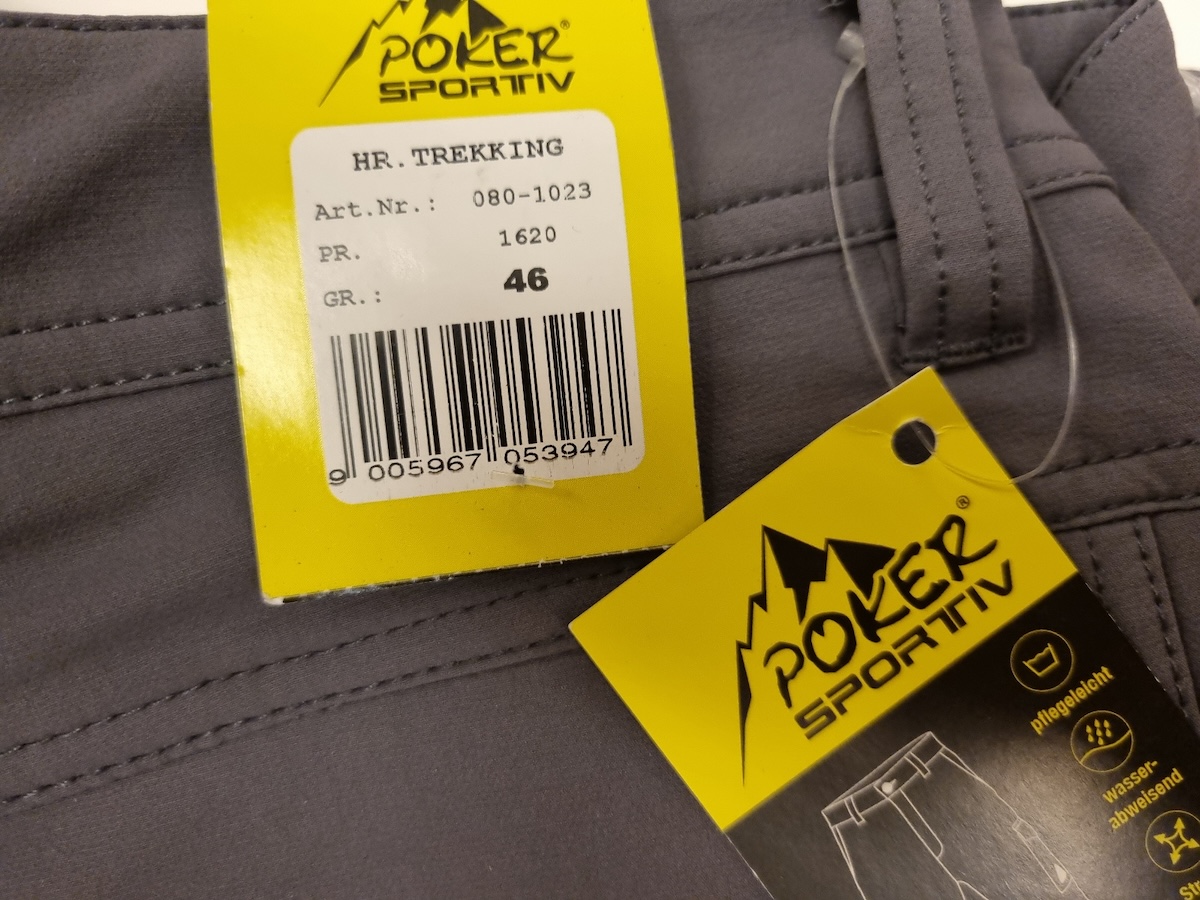 POKER®
SPORTIV
HR.TREKKING
Art.Nr.: 080-1023
PR. 1620
GR.: 46
9 005967 053947
POKER®
SPORTIV
pflegeleicht
wasser-
abweisend